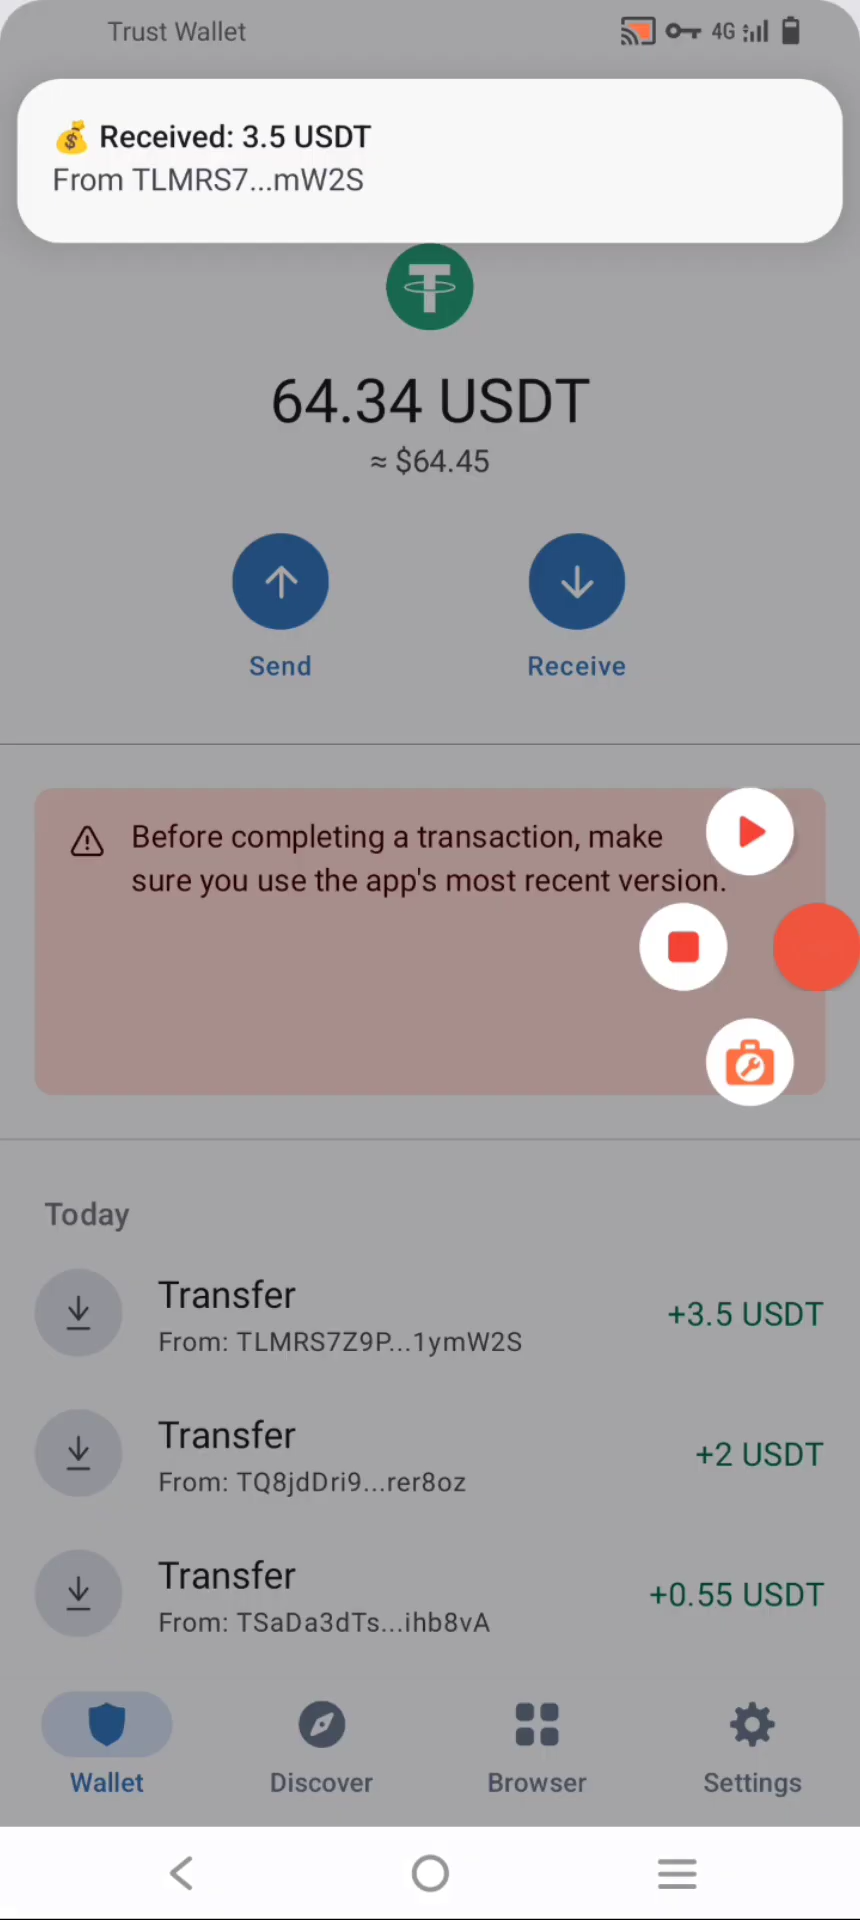 Trust Wallet
4G
💰 Received: 3.5 USDT
From TLMRS7...mW2S
64.34 USDT
≈ $64.45
Send
Receive
Before completing a transaction, make
sure you use the app's most recent version.
Today
Transfer
+3.5 USDT
From: TLMRS7Z9P...1ymW2S
Transfer
+2 USDT
From: TQ8jdDri9...rer8oz
Transfer
+0.55 USDT
From: TSaDa3dTs...ihb8vA
Wallet
Discover
Browser
Settings